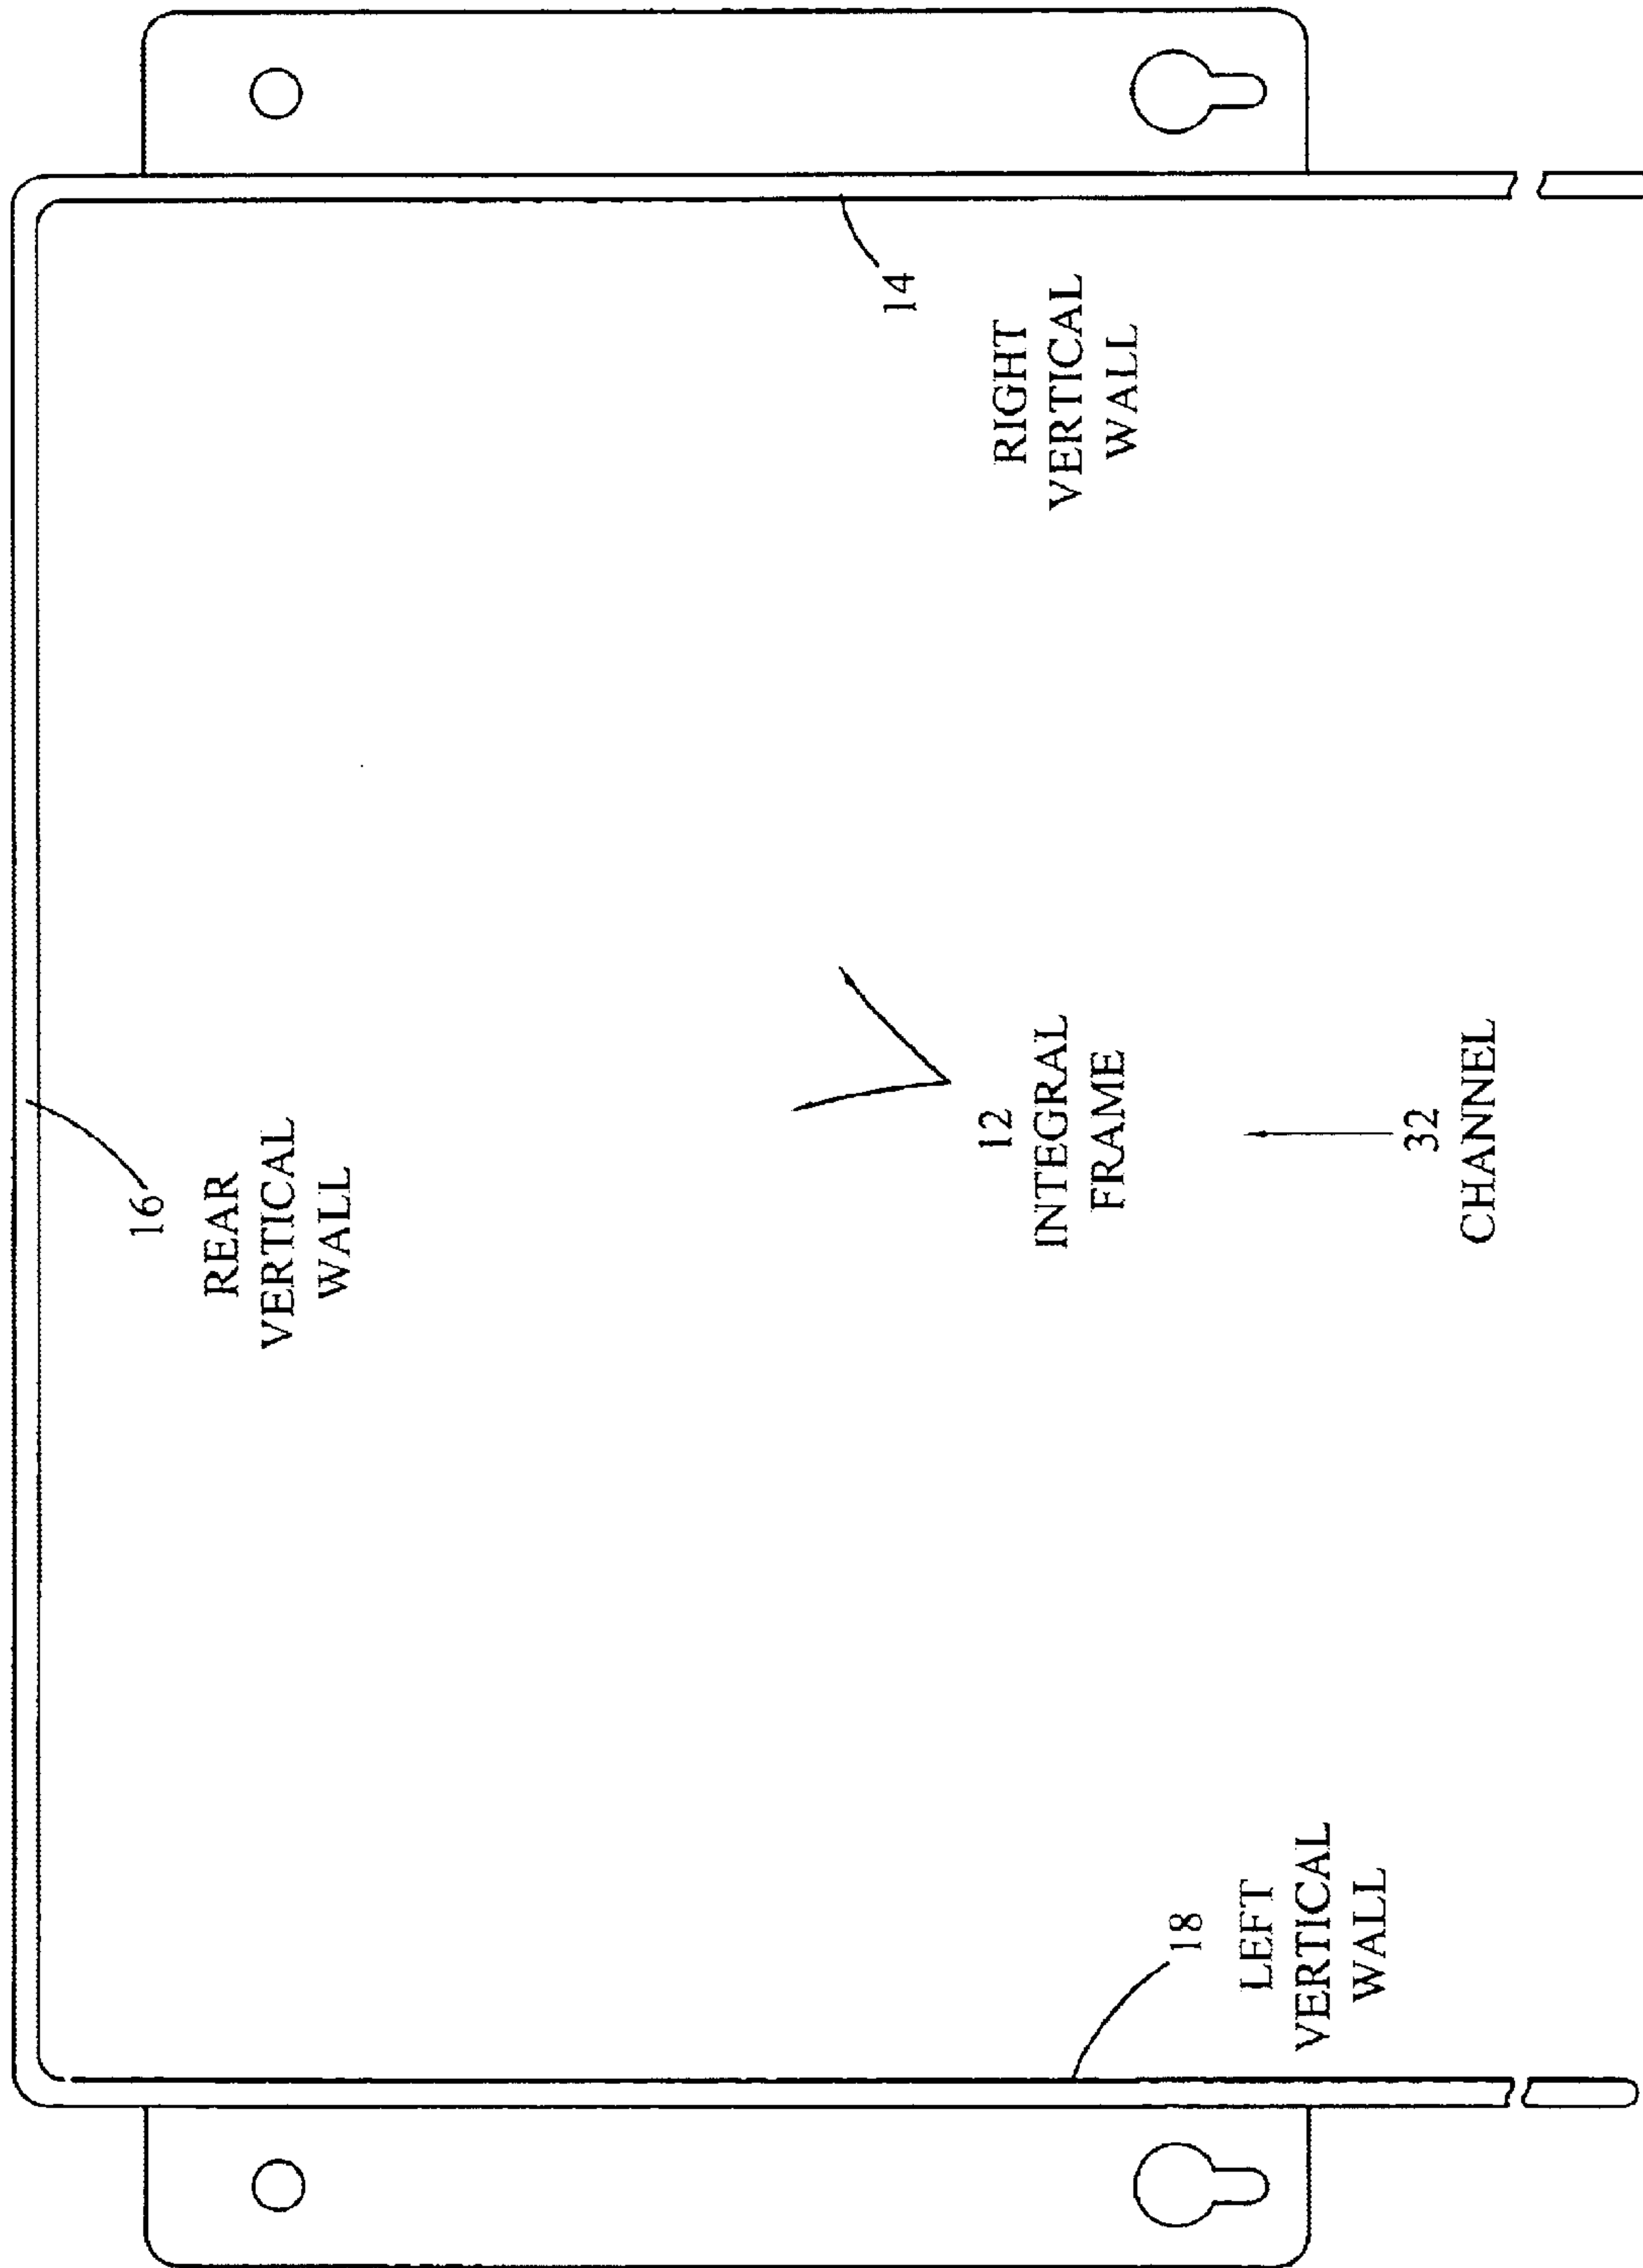 16
REAR
VERTICAL
WALL
14
RIGHT
VERTICAL
WALL
12
INTEGRAL
FRAME
18
LEFT
VERTICAL
WALL
32
CHANNEL